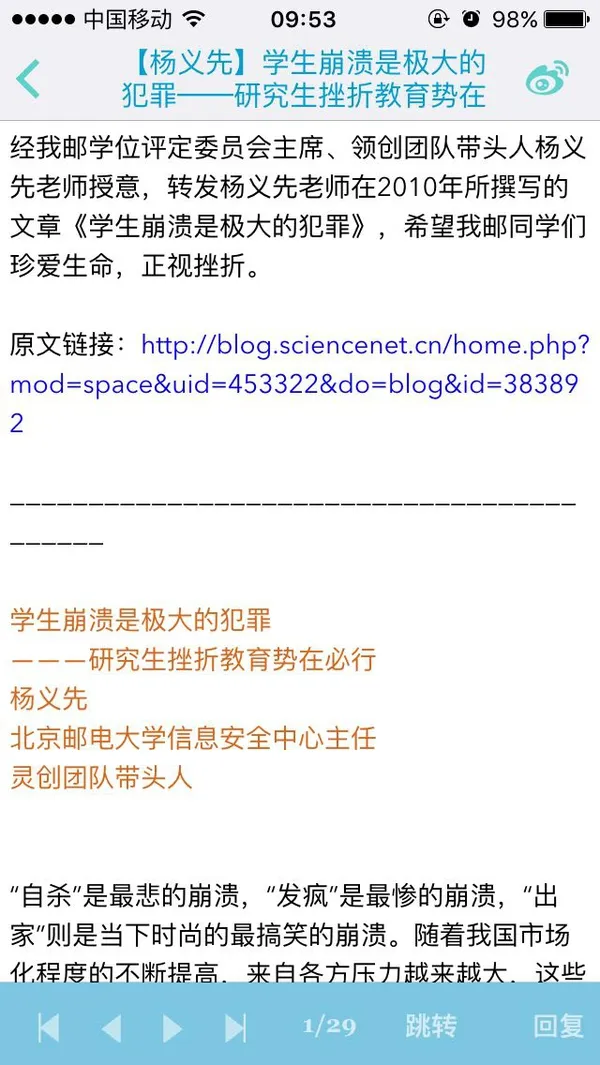 中国移动 09:53 98%
【杨义先】学生崩溃是极大的
犯罪——研究生挫折教育势在
经我邮学位评定委员会主席、领创团队带头人杨义
先老师授意，转发杨义先老师在2010年所撰写的
文章《学生崩溃是极大的犯罪》，希望我邮同学们
珍爱生命，正视挫折。
原文链接：http://blog.sciencenet.cn/home.php?
mod=space&uid=453322&do=blog&id=38389
2
————————————————————————————————————
——————
学生崩溃是极大的犯罪
———研究生挫折教育势在必行
杨义先
北京邮电大学信息安全中心主任
灵创团队带头人
“自杀”是最悲的崩溃，“发疯”是最惨的崩溃，“出
家”则是当下时尚的最搞笑的崩溃。随着我国市场
化程度的不断提高，来自各方压力越来越大，这些
1/29 跳转 回复